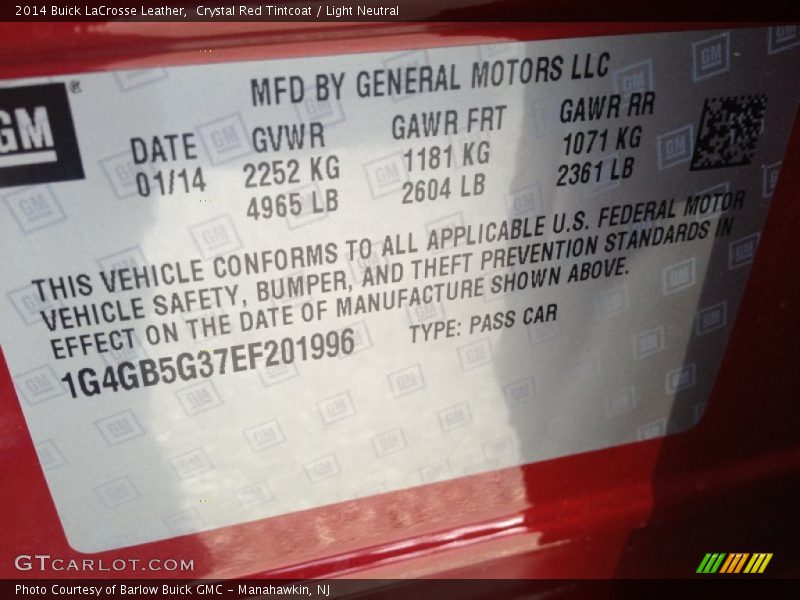 2014 Buick LaCrosse Leather,  Crystal Red Tintcoat / Light Neutral
GM
MFD BY GENERAL MOTORS LLC
DATE GVWR GAWR FRT GAWR RR
01/14 2252 KG 1181 KG 1071 KG
4965 LB 2604 LB 2361 LB
THIS VEHICLE CONFORMS TO ALL APPLICABLE U.S. FEDERAL MOTOR
VEHICLE SAFETY, BUMPER, AND THEFT PREVENTION STANDARDS IN
EFFECT ON THE DATE OF MANUFACTURE SHOWN ABOVE.
1G4GB5G37EF201996 TYPE: PASS CAR
GTCARLOT.COM
Photo Courtesy of Barlow Buick GMC – Manahawkin, NJ